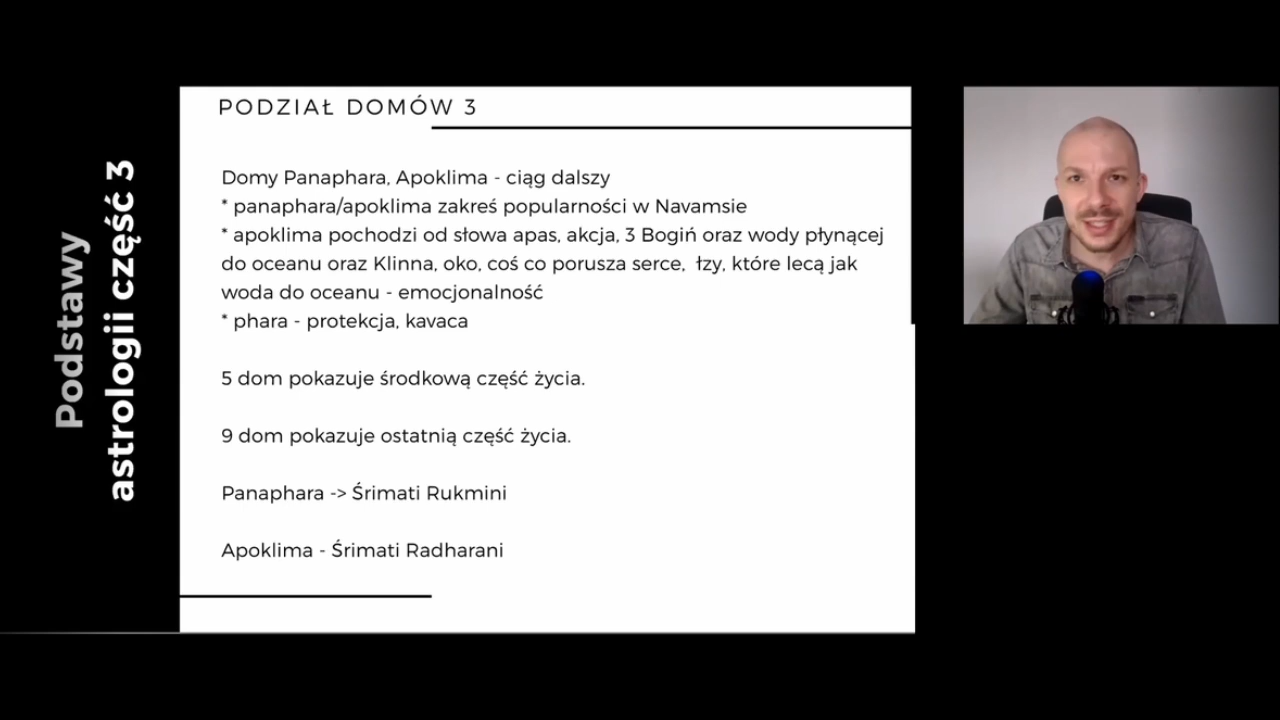 Podstawy
astrologii część 3
PODZIAŁ DOMÓW 3
Domy Panaphara, Apoklima - ciąg dalszy
* panaphara/apoklima zakreś popularności w Navamsie
* apoklima pochodzi od słowa apas, akcja, 3 Bogiń oraz wody płynącej
do oceanu oraz Klinna, oko, coś co porusza serce,  łzy, które lecą jak
woda do oceanu - emocjonalność
* phara - protekcja, kavaca
5 dom pokazuje środkową część życia.
9 dom pokazuje ostatnią część życia.
Panaphara -> Śrimati Rukmini
Apoklima - Śrimati Radharani